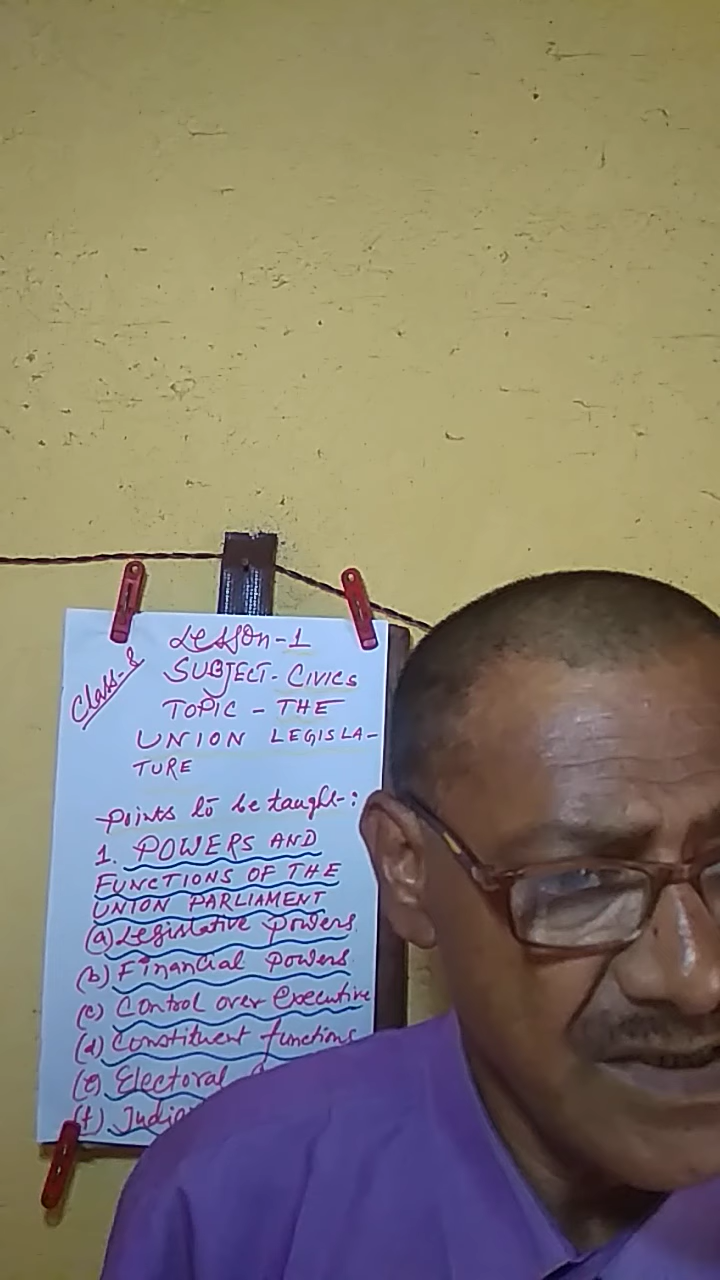 Lesson-1
Class-8
SUBJECT- CIVICS
TOPIC - THE
UNION LEGISLA-
TURE
points to be taught-:
1. POWERS AND
FUNCTIONS OF THE
UNION PARLIAMENT
(a) Legislative powers
(b) Financial powers
(c) Control over Executive
(d) Constituent functions
(e) Electoral
(f)